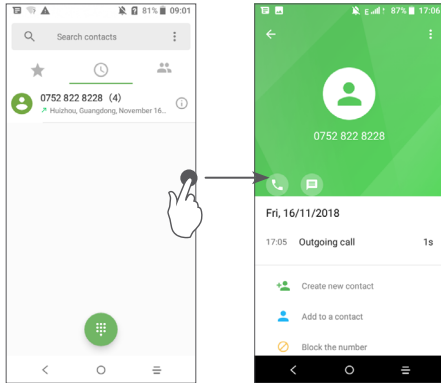 81% 09:01
Search contacts
0752 822 8228 (4)
Huizhou, Guangdong, November 16...
E 87% 17:06
0752 822 8228
Fri, 16/11/2018
17:05 Outgoing call 1s
Create new contact
Add to a contact
Block the number